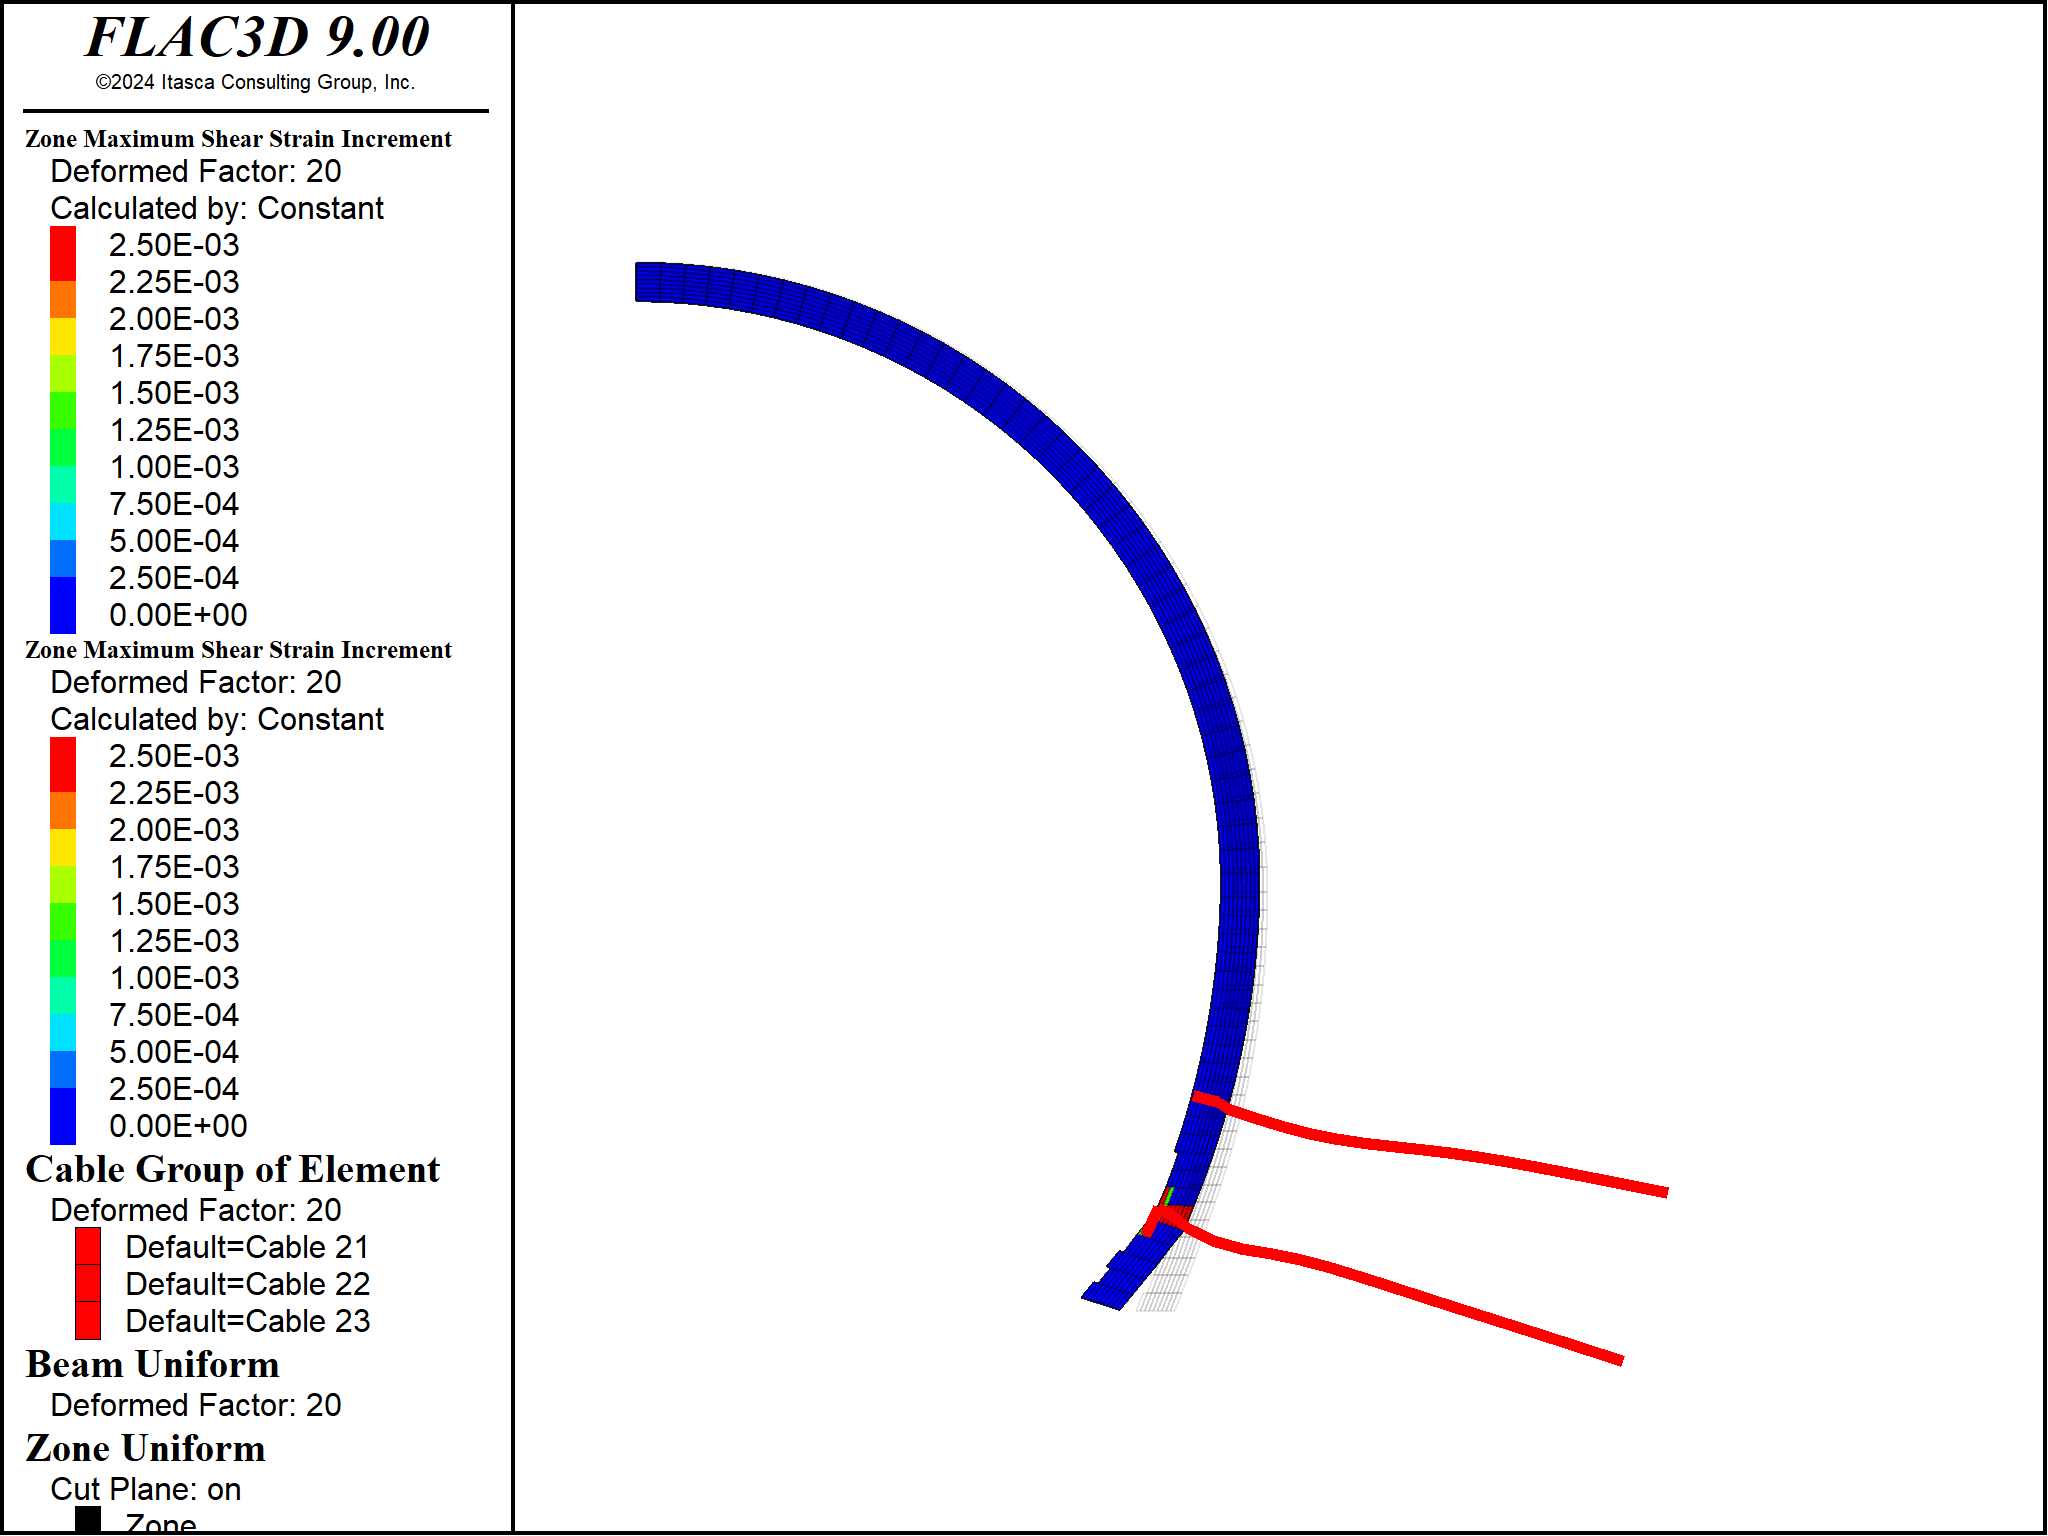 FLAC3D 9.00
©2024 Itasca Consulting Group, Inc.
Zone Maximum Shear Strain Increment
Deformed Factor: 20
Calculated by: Constant
2.50E-03
2.25E-03
2.00E-03
1.75E-03
1.50E-03
1.25E-03
1.00E-03
7.50E-04
5.00E-04
2.50E-04
0.00E+00
Zone Maximum Shear Strain Increment
Deformed Factor: 20
Calculated by: Constant
2.50E-03
2.25E-03
2.00E-03
1.75E-03
1.50E-03
1.25E-03
1.00E-03
7.50E-04
5.00E-04
2.50E-04
0.00E+00
Cable Group of Element
Deformed Factor: 20
Default=Cable 21
Default=Cable 22
Default=Cable 23
Beam Uniform
Deformed Factor: 20
Zone Uniform
Cut Plane: on
Zone